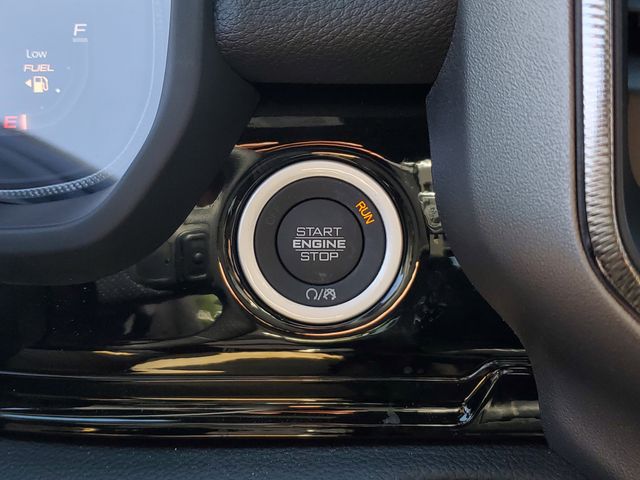 F
Low
FUEL
E
RUN
START
ENGINE
STOP